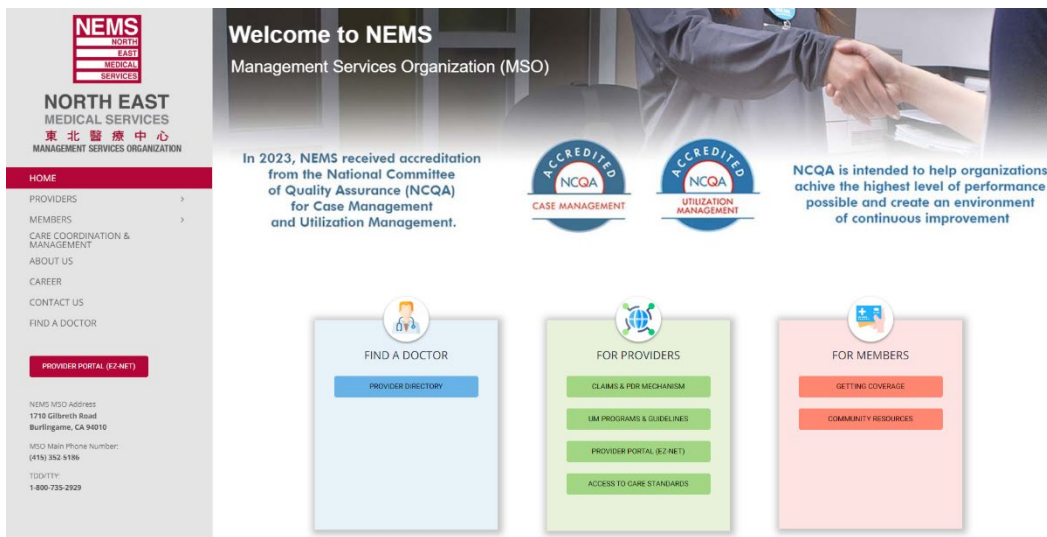 NEMS
NORTH
EAST
MEDICAL
SERVICES
NORTH EAST
MEDICAL SERVICES
東 北 醫 療 中 心
MANAGEMENT SERVICES ORGANIZATION
HOME
PROVIDERS
MEMBERS
CARE COORDINATION &
MANAGEMENT
ABOUT US
CAREER
CONTACT US
FIND A DOCTOR
PROVIDER PORTAL (EZ-NET)
NEMS MSO Address
1710 Gilbreth Road
Burlingame, CA 94010
MSO Main Phone Number:
(415) 352-5186
TDD/TTY:
1-800-735-2929
Welcome to NEMS
Management Services Organization (MSO)
In 2023, NEMS received accreditation
from the National Committee
of Quality Assurance (NCQA)
for Case Management
and Utilization Management.
ACCREDITED
NCQA
CASE MANAGEMENT
ACCREDITED
NCQA
UTILIZATION
MANAGEMENT
NCQA is intended to help organizations
achive the highest level of performance
possible and create an environment
of continuous improvement
FIND A DOCTOR
PROVIDER DIRECTORY
FOR PROVIDERS
CLAIMS & PDR MECHANISM
UM PROGRAMS & GUIDELINES
PROVIDER PORTAL (EZ-NET)
ACCESS TO CARE STANDARDS
FOR MEMBERS
GETTING COVERAGE
COMMUNITY RESOURCES